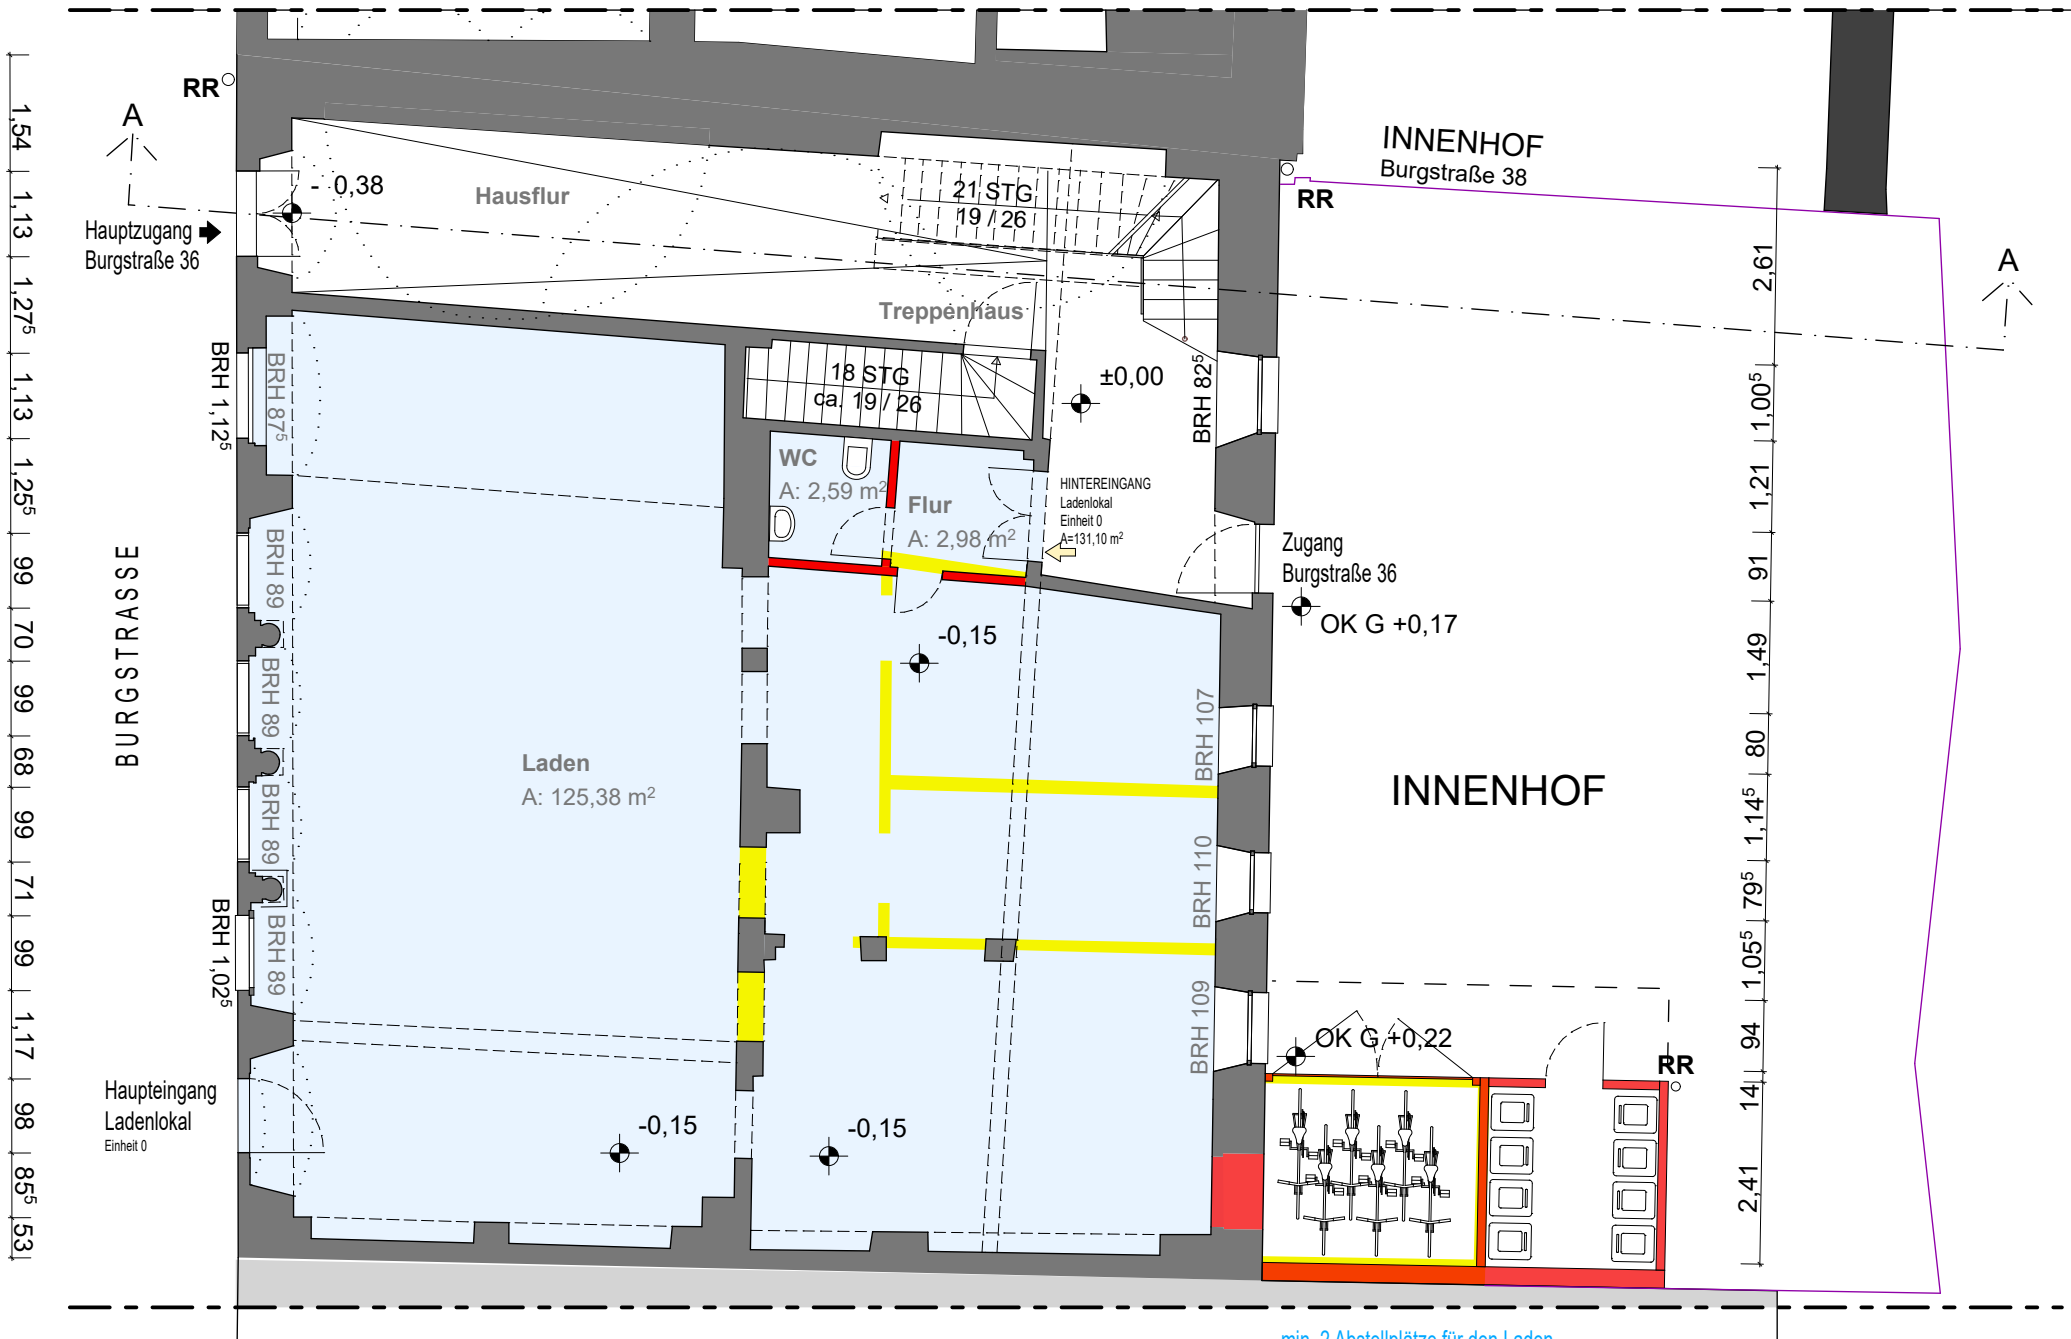 RR
A
- 0,38
Hausflur
21 STG
19 / 26
INNENHOF
Burgstraße 38
RR
Hauptzugang
Burgstraße 36
A
Treppenhaus
18 STG
ca. 19 / 26
±0,00
BRH 82⁵
BRH 1,12⁵
BRH 87⁵
WC
A: 2,59 m²
Flur
A: 2,98 m²
HINTEREINGANG
Ladenlokal
Einheit 0
A=131,10 m²
Zugang
Burgstraße 36
OK G +0,17
BURGSTRASSE
BRH 89
BRH 89
BRH 89
BRH 89
BRH 1,02⁵
-0,15
Laden
A: 125,38 m²
BRH 107
BRH 110
BRH 109
INNENHOF
OK G +0,22
RR
Haupteingang
Ladenlokal
Einheit 0
-0,15
-0,15
1,54
1,13
1,27⁵
1,13
1,25⁵
99
70
99
68
99
71
99
1,17
98
85⁵
53
2,61
1,00⁵
1,21
91
1,49
80
1,14⁵
79⁵
1,05⁵
94
14
2,41
min. 2 Abstellplätze für den Laden